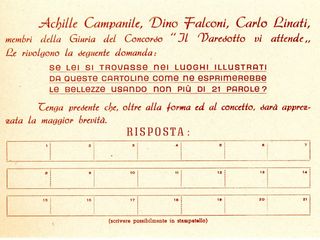 Achille Campanile, Dino Falconi, Carlo Linati,
membri della Giuria del Concorso "Il Varesotto vi attende„
Le rivolgono la seguente domanda:
SE LEI SI TROVASSE NEI LUOGHI ILLUSTRATI
DA QUESTE CARTOLINE COME NE ESPRIMEREBBE
LE BELLEZZE USANDO NON PIÙ DI 21 PAROLE?
Tenga presente che, oltre alla forma ed al concetto, sarà apprez-
zata la maggior brevità.
RISPOSTA:
1 2 3 4 5 6 7
8 9 10 11 12 13 14
15 16 17 18 19 20 21
(scrivere possibilmente in stampatello)